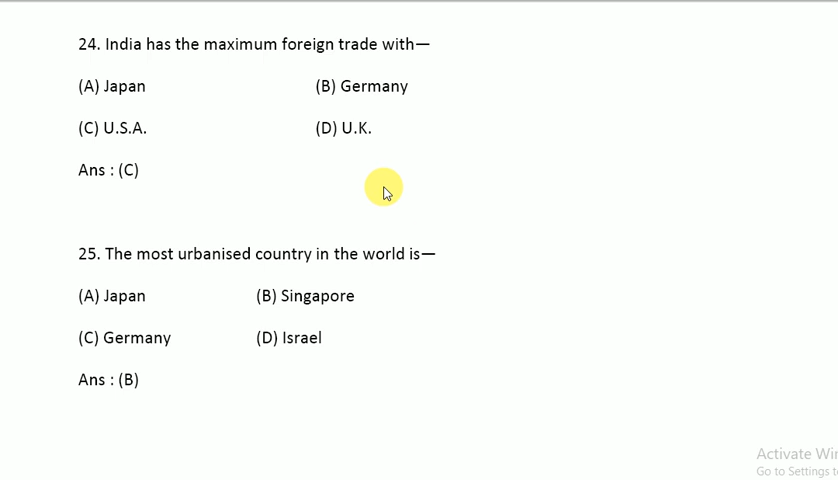 24. India has the maximum foreign trade with—
(A) Japan (B) Germany
(C) U.S.A. (D) U.K.
Ans : (C)
25. The most urbanised country in the world is—
(A) Japan (B) Singapore
(C) Germany (D) Israel
Ans : (B)
Activate Win
Go to Settings t